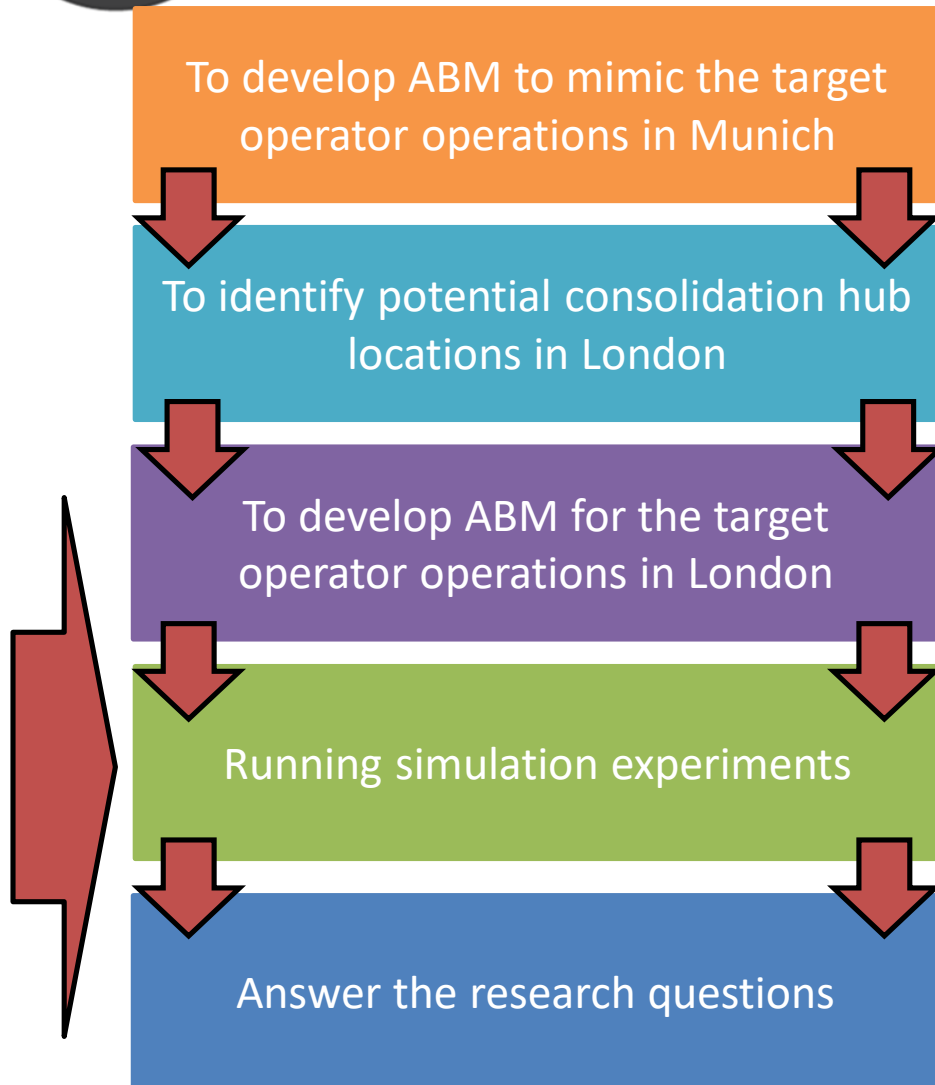 To develop ABM to mimic the target
operator operations in Munich
To identify potential consolidation hub
locations in London
To develop ABM for the target
operator operations in London
Running simulation experiments
Answer the research questions